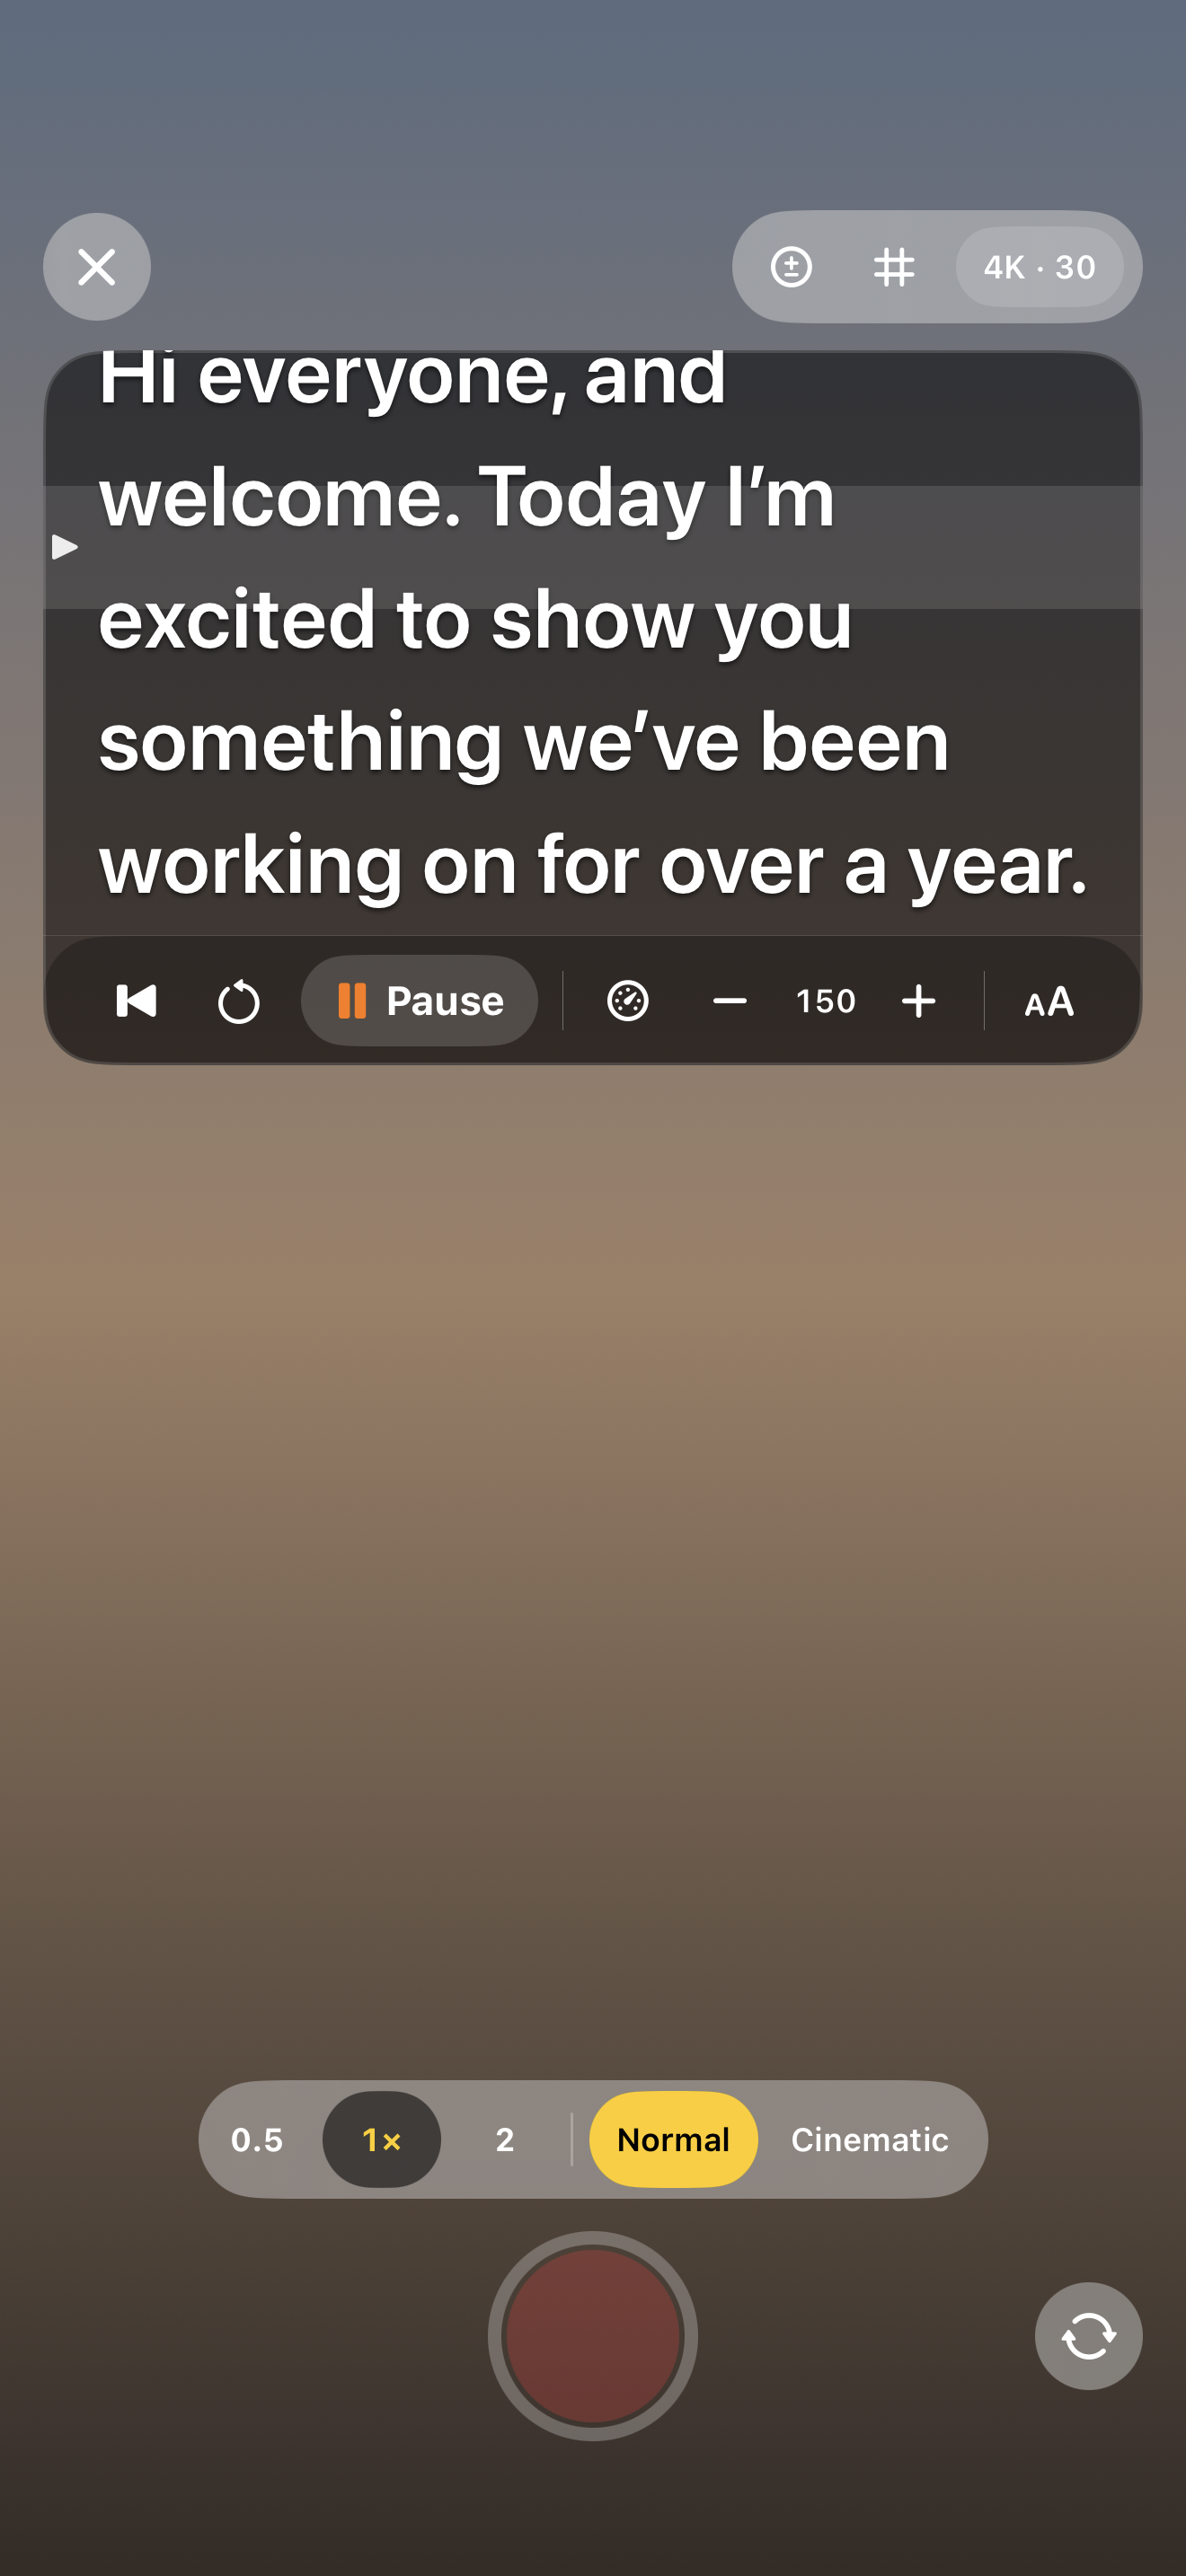 4K · 30
Hi everyone, and
welcome. Today I’m
excited to show you
something we’ve been
working on for over a year.
Pause
150
AA
0.5 1× 2 Normal Cinematic